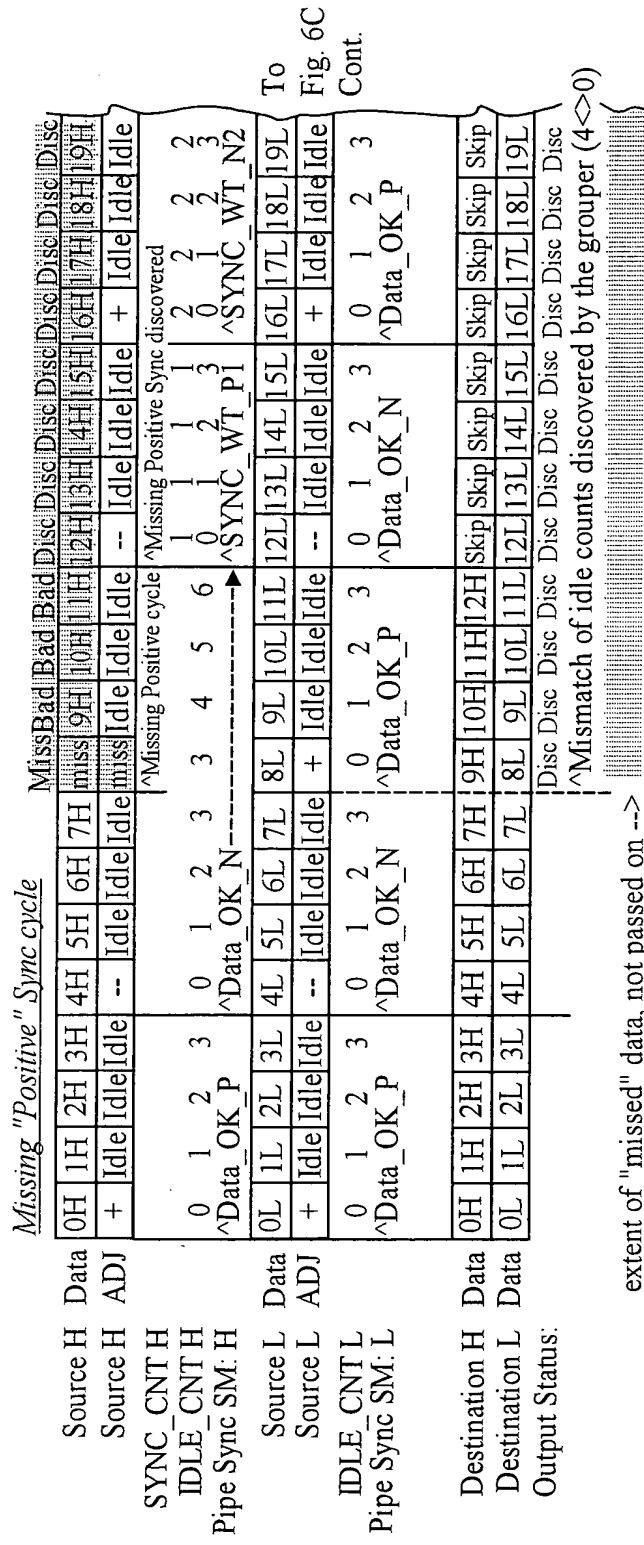 Missing "Positive" Sync cycle
MissBad Bad Bad Disc Disc Disc Disc Disc Disc Disc Disc
Source H Data 0H 1H 2H 3H 4H 5H 6H 7H miss 9H 10H 11H 12H 13H 14H 15H 16H 17H 18H 19H
Source H ADJ + Idle Idle Idle -- Idle Idle Idle miss Idle Idle Idle -- Idle Idle Idle + Idle Idle Idle
^Missing Positive cycle ^Missing Positive Sync discovered
SYNC_CNT H 1 1 1 1 2 2 2 2
IDLE_CNT H 0 1 2 3 0 1 2 3 3 4 5 6 0 1 2 3 0 1 2 3
Pipe Sync SM: H ^Data_OK_P ^Data_OK_N--------► ^SYNC_WT_P1 ^SYNC_WT_N2
Source L Data 0L 1L 2L 3L 4L 5L 6L 7L 8L 9L 10L 11L 12L 13L 14L 15L 16L 17L 18L 19L To
Source L ADJ + Idle Idle Idle -- Idle Idle Idle + Idle Idle Idle -- Idle Idle Idle + Idle Idle Idle Fig. 6C
Cont.
IDLE_CNT L 0 1 2 3 0 1 2 3 0 1 2 3 0 1 2 3 0 1 2 3
Pipe Sync SM: L ^Data_OK_P ^Data_OK_N ^Data_OK_P ^Data_OK_N ^Data_OK_P
Destination H Data 0H 1H 2H 3H 4H 5H 6H 7H 9H 10H 11H 12H Skip Skip Skip Skip Skip Skip Skip Skip
Destination L Data 0L 1L 2L 3L 4L 5L 6L 7L 8L 9L 10L 11L 12L 13L 14L 15L 16L 17L 18L 19L
Output Status: Disc Disc Disc Disc Disc Disc Disc Disc Disc Disc Disc Disc
^Mismatch of idle counts discovered by the grouper (4<>0)
extent of "missed" data, not passed on -->